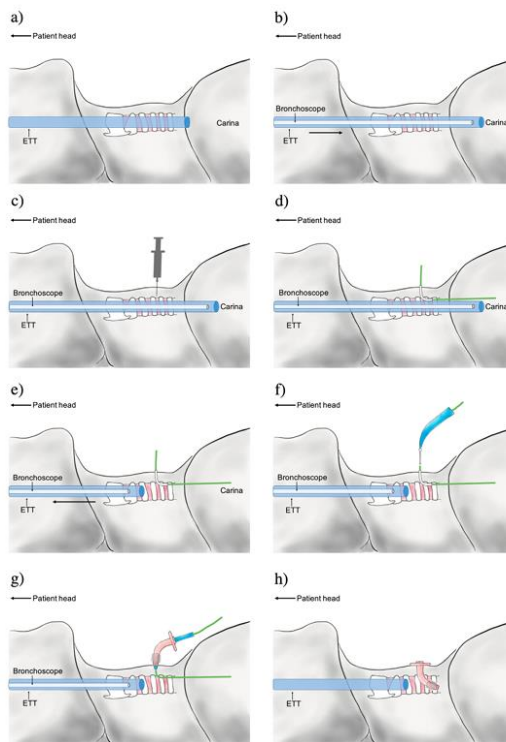 a)
Patient head
Carina
ETT
b)
Patient head
Bronchoscope
Carina
ETT
c)
Patient head
Bronchoscope
Carina
ETT
d)
Patient head
Bronchoscope
Carina
ETT
e)
Patient head
Bronchoscope
Carina
ETT
f)
Patient head
Bronchoscope
ETT
g)
Patient head
Bronchoscope
ETT
h)
Patient head
ETT